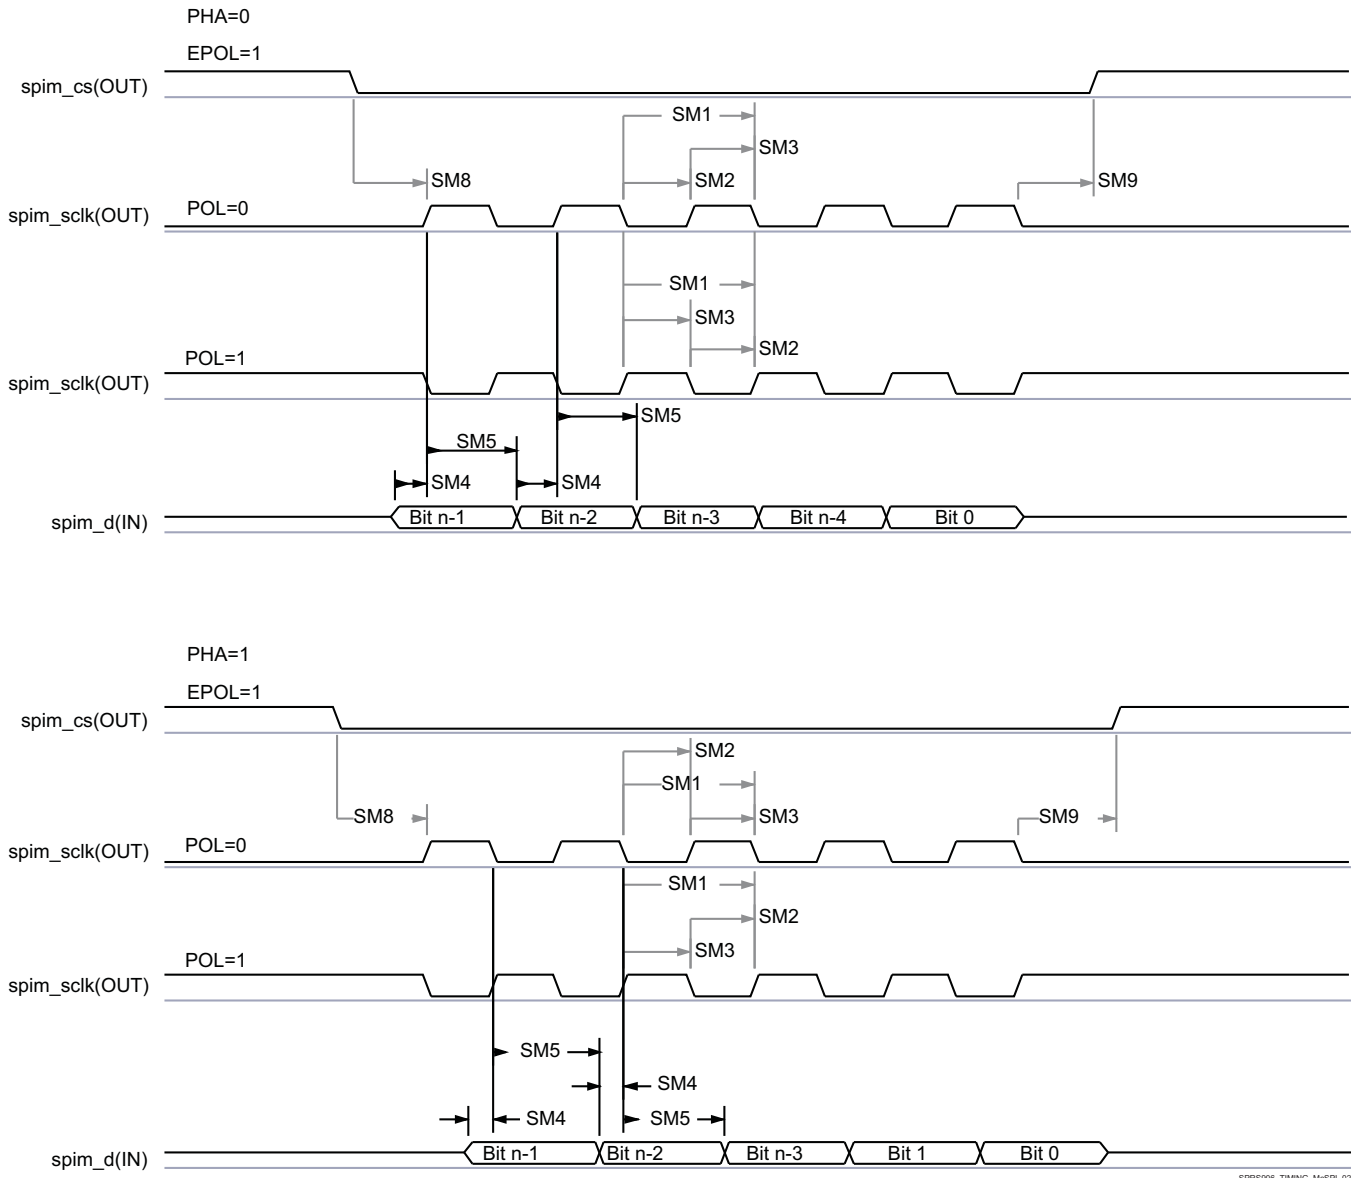 PHA=0
EPOL=1
spim_cs(OUT)
SM1
SM3
SM8
SM2
SM9
POL=0
spim_sclk(OUT)
SM1
SM3
SM2
POL=1
spim_sclk(OUT)
SM5
SM5
SM4
SM4
spim_d(IN)
Bit n-1
Bit n-2
Bit n-3
Bit n-4
Bit 0
PHA=1
EPOL=1
spim_cs(OUT)
SM2
SM1
SM8
SM3
SM9
POL=0
spim_sclk(OUT)
SM1
SM2
SM3
POL=1
spim_sclk(OUT)
SM5
SM4
SM4
SM5
spim_d(IN)
Bit n-1
Bit n-2
Bit n-3
Bit 1
Bit 0